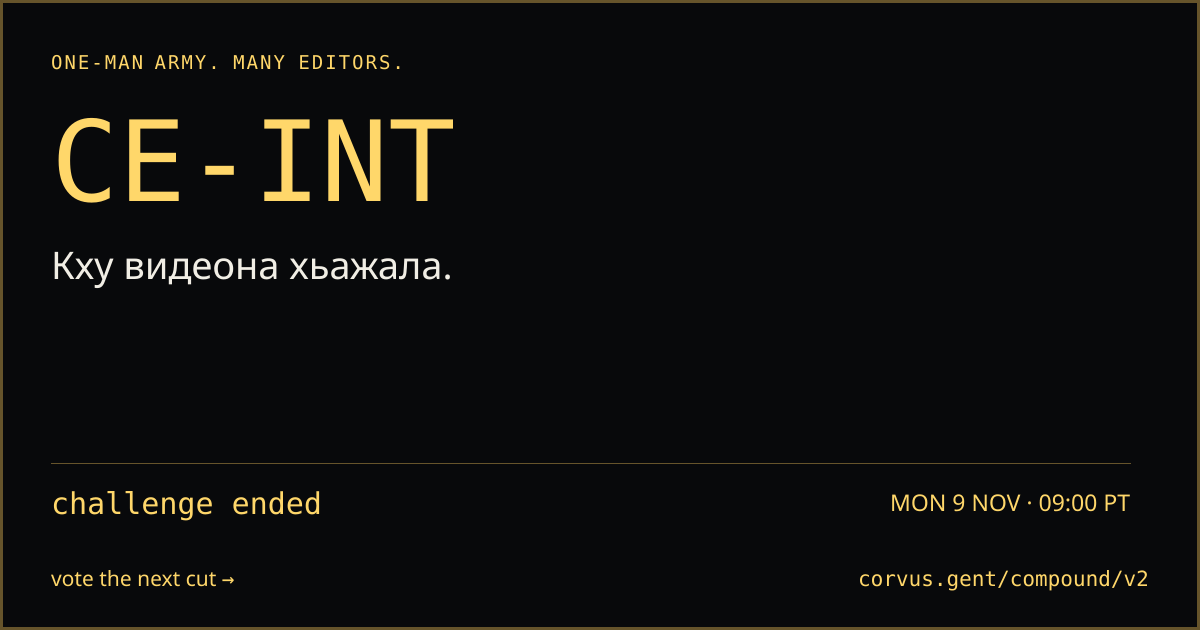 ONE-MAN ARMY. MANY EDITORS.
CE-INT
Кху видеона хьажала.
challenge ended
MON 9 NOV · 09:00 PT
vote the next cut →
corvus.gent/compound/v2